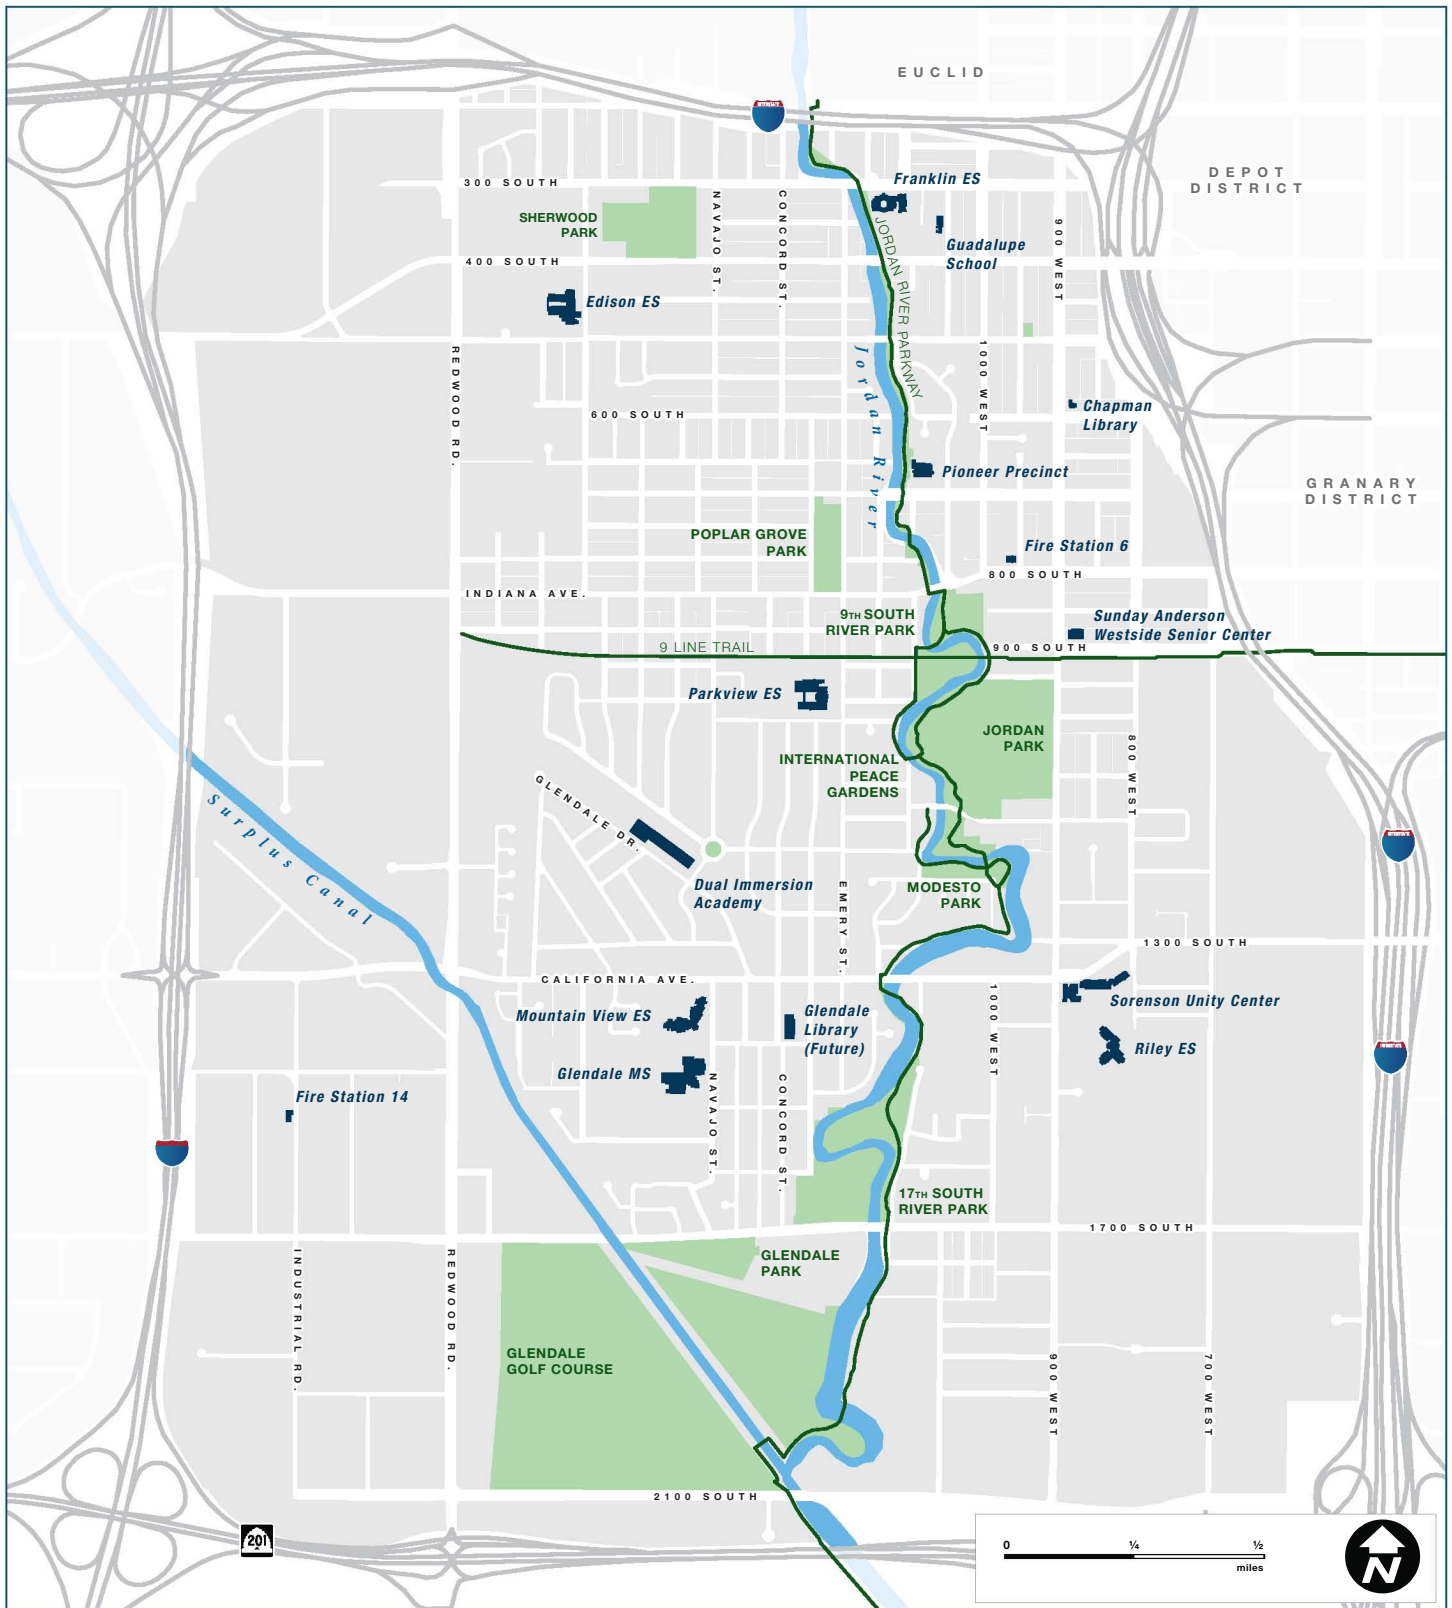 EUCLID
DEPOT
DISTRICT
300 SOUTH
Franklin ES
SHERWOOD
PARK
NAVAJO ST.
CONCORD ST.
JORDAN RIVER PARKWAY
Guadalupe
School
900 WEST
400 SOUTH
Edison ES
REDWOOD RD.
Jordan River
1000 WEST
600 SOUTH
Chapman
Library
Pioneer Precinct
GRANARY
DISTRICT
POPLAR GROVE
PARK
Fire Station 6
800 SOUTH
INDIANA AVE.
9TH SOUTH
RIVER PARK
Sunday Anderson
Westside Senior Center
9 LINE TRAIL
900 SOUTH
Parkview ES
JORDAN
PARK
INTERNATIONAL
PEACE
GARDENS
800 WEST
GLENDALE DR.
Surplus Canal
Dual Immersion
Academy
EMERY ST.
MODESTO
PARK
1300 SOUTH
CALIFORNIA AVE.
Mountain View ES
Glendale
Library
(Future)
1000 WEST
Sorenson Unity Center
Riley ES
Glendale MS
NAVAJO ST.
CONCORD ST.
Fire Station 14
17TH SOUTH
RIVER PARK
1700 SOUTH
GLENDALE
PARK
INDUSTRIAL RD.
REDWOOD RD.
GLENDALE
GOLF COURSE
900 WEST
700 WEST
2100 SOUTH
201
0 ¼ ½
miles
N